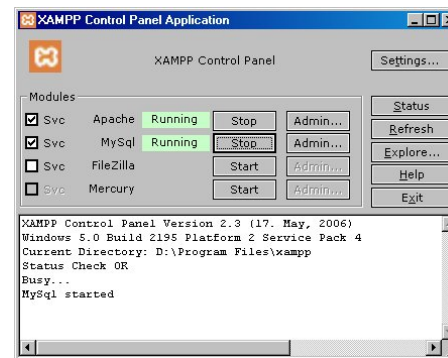 XAMPP Control Panel Application
XAMPP Control Panel
Settings...
Modules
Svc Apache Running Stop Admin...
Svc MySql Running Stop Admin...
Svc FileZilla Start Admin...
Svc Mercury Start Admin...
Status
Refresh
Explore...
Help
Exit
XAMPP Control Panel Version 2.3 (17. May, 2006)
Windows 5.0 Build 2195 Platform 2 Service Pack 4
Current Directory: D:\Program Files\xampp
Status Check OK
Busy...
MySql started